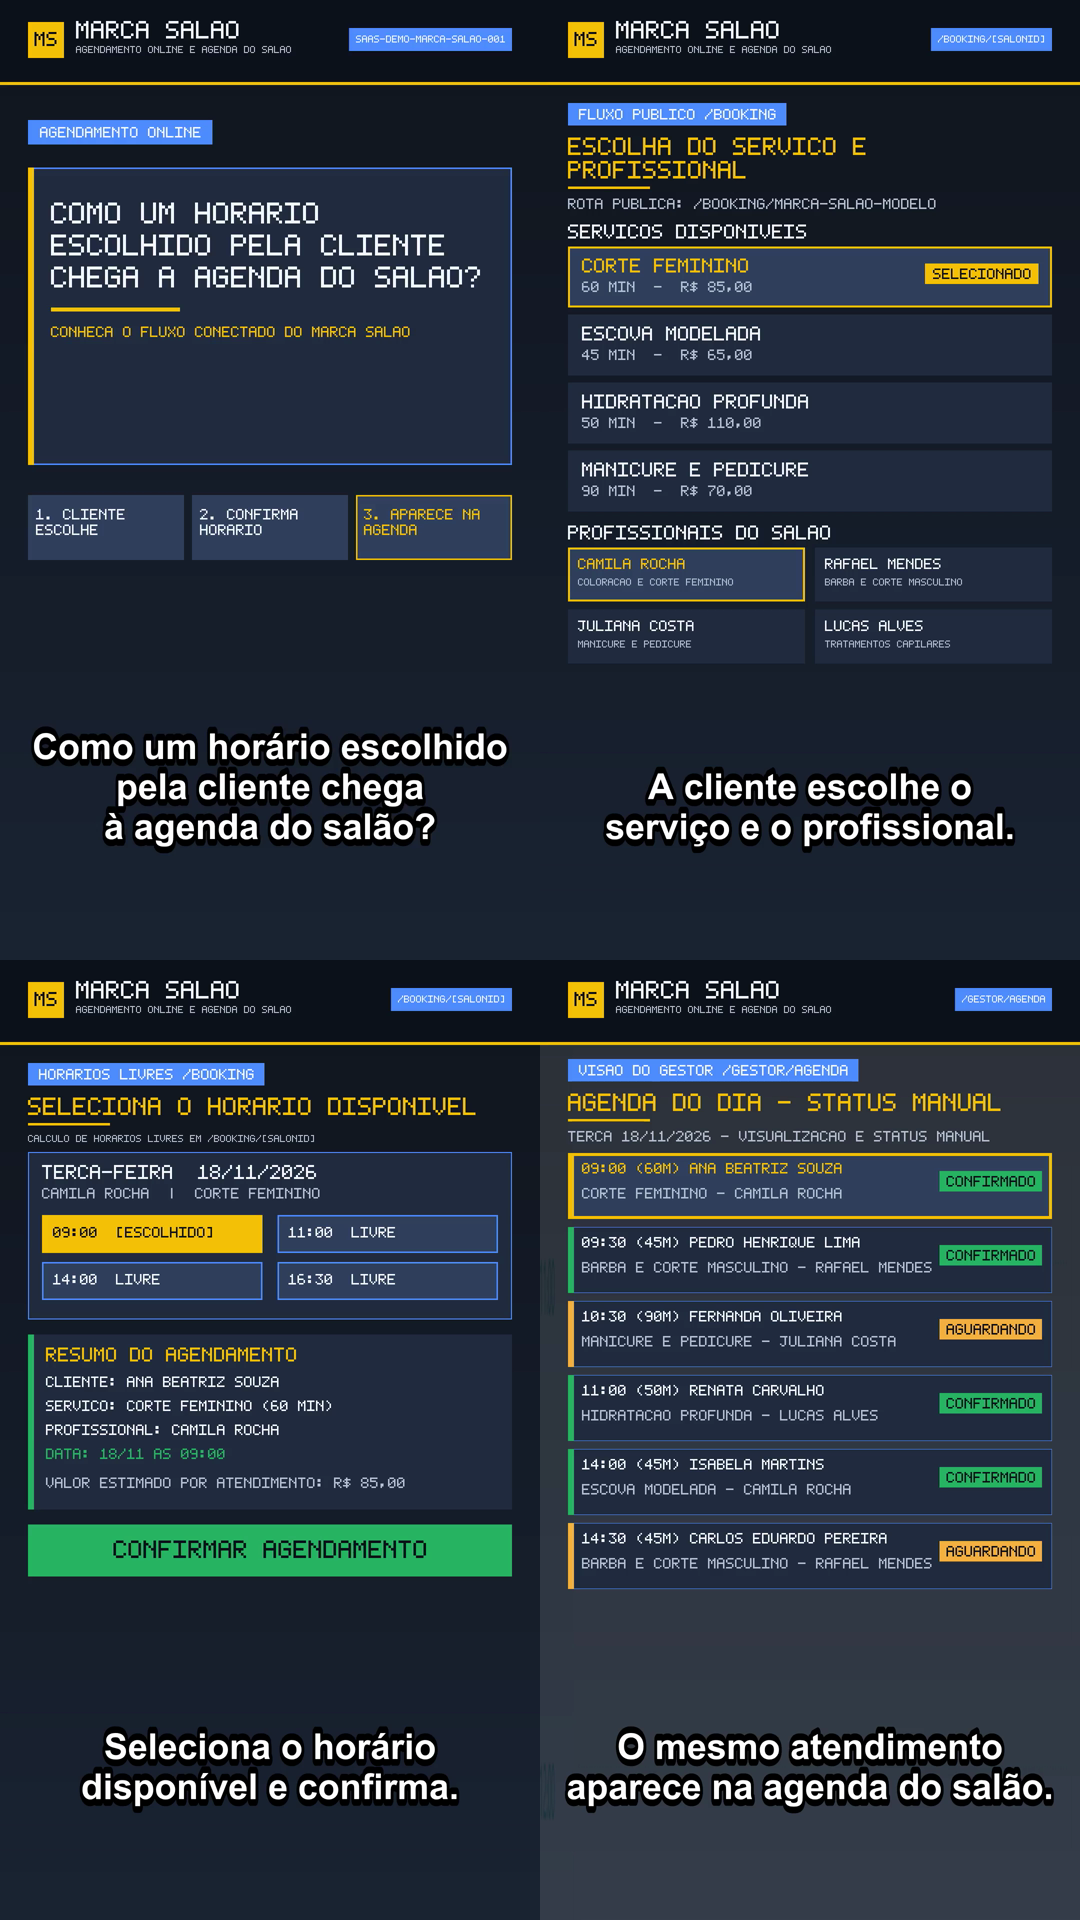 MS
MARCA SALAO
AGENDAMENTO ONLINE E AGENDA DO SALAO
SAAS-DEMO-MARCA-SALAO-001
AGENDAMENTO ONLINE
COMO UM HORARIO
ESCOLHIDO PELA CLIENTE
CHEGA A AGENDA DO SALAO?
CONHECA O FLUXO CONECTADO DO MARCA SALAO
1. CLIENTE
ESCOLHE
2. CONFIRMA
HORARIO
3. APARECE NA
AGENDA
Como um horário escolhido
pela cliente chega
à agenda do salão?
MS
MARCA SALAO
AGENDAMENTO ONLINE E AGENDA DO SALAO
/BOOKING/[SALONID]
FLUXO PUBLICO /BOOKING
ESCOLHA DO SERVICO E
PROFISSIONAL
ROTA PUBLICA: /BOOKING/MARCA-SALAO-MODELO
SERVICOS DISPONIVEIS
CORTE FEMININO
60 MIN - R$ 85,00
SELECIONADO
ESCOVA MODELADA
45 MIN - R$ 65,00
HIDRATACAO PROFUNDA
50 MIN - R$ 110,00
MANICURE E PEDICURE
90 MIN - R$ 70,00
PROFISSIONAIS DO SALAO
CAMILA ROCHA
COLORACAO E CORTE FEMININO
RAFAEL MENDES
BARBA E CORTE MASCULINO
JULIANA COSTA
MANICURE E PEDICURE
LUCAS ALVES
TRATAMENTOS CAPILARES
A cliente escolhe o
serviço e o profissional.
MS
MARCA SALAO
AGENDAMENTO ONLINE E AGENDA DO SALAO
/BOOKING/[SALONID]
HORARIOS LIVRES /BOOKING
SELECIONA O HORARIO DISPONIVEL
CALCULO DE HORARIOS LIVRES EM /BOOKING/[SALONID]
TERCA-FEIRA 18/11/2026
CAMILA ROCHA | CORTE FEMININO
09:00 [ESCOLHIDO]
11:00 LIVRE
14:00 LIVRE
16:30 LIVRE
RESUMO DO AGENDAMENTO
CLIENTE: ANA BEATRIZ SOUZA
SERVICO: CORTE FEMININO (60 MIN)
PROFISSIONAL: CAMILA ROCHA
DATA: 18/11 AS 09:00
VALOR ESTIMADO POR ATENDIMENTO: R$ 85,00
CONFIRMAR AGENDAMENTO
Seleciona o horário
disponível e confirma.
MS
MARCA SALAO
AGENDAMENTO ONLINE E AGENDA DO SALAO
/GESTOR/AGENDA
VISAO DO GESTOR /GESTOR/AGENDA
AGENDA DO DIA - STATUS MANUAL
TERCA 18/11/2026 - VISUALIZACAO E STATUS MANUAL
09:00 (60M) ANA BEATRIZ SOUZA
CORTE FEMININO - CAMILA ROCHA
CONFIRMADO
09:30 (45M) PEDRO HENRIQUE LIMA
BARBA E CORTE MASCULINO - RAFAEL MENDES
CONFIRMADO
10:30 (90M) FERNANDA OLIVEIRA
MANICURE E PEDICURE - JULIANA COSTA
AGUARDANDO
11:00 (50M) RENATA CARVALHO
HIDRATACAO PROFUNDA - LUCAS ALVES
CONFIRMADO
14:00 (45M) ISABELA MARTINS
ESCOVA MODELADA - CAMILA ROCHA
CONFIRMADO
14:30 (45M) CARLOS EDUARDO PEREIRA
BARBA E CORTE MASCULINO - RAFAEL MENDES
AGUARDANDO
O mesmo atendimento
aparece na agenda do salão.